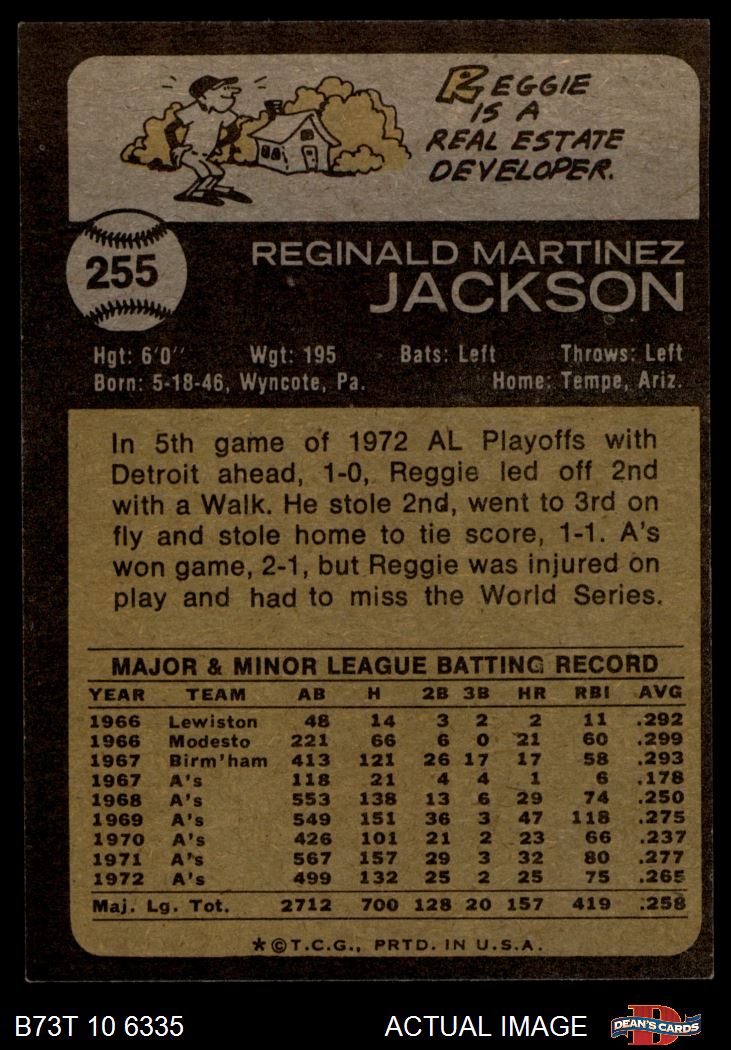 REGGIE
IS A
REAL ESTATE
DEVELOPER.
255
REGINALD MARTINEZ
JACKSON
Hgt: 6'0" Wgt: 195 Bats: Left Throws: Left
Born: 5-18-46, Wyncote, Pa. Home: Tempe, Ariz.
In 5th game of 1972 AL Playoffs with
Detroit ahead, 1-0, Reggie led off 2nd
with a Walk. He stole 2nd, went to 3rd on
fly and stole home to tie score, 1-1. A's
won game, 2-1, but Reggie was injured on
play and had to miss the World Series.
MAJOR & MINOR LEAGUE BATTING RECORD
YEAR TEAM AB H 2B 3B HR RBI AVG
1966 Lewiston 48 14 3 2 2 11 .292
1966 Modesto 221 66 6 0 21 60 .299
1967 Birm'ham 413 121 26 17 17 58 .293
1967 A's 118 21 4 4 1 6 .178
1968 A's 553 138 13 6 29 74 .250
1969 A's 549 151 36 3 47 118 .275
1970 A's 426 101 21 2 23 66 .237
1971 A's 567 157 29 3 32 80 .277
1972 A's 499 132 25 2 25 75 .265
Maj. Lg. Tot. 2712 700 128 20 157 419 .258
*©T.C.G., PRTD. IN U.S.A.
B73T 10 6335 ACTUAL IMAGE D DEAN'S CARDS